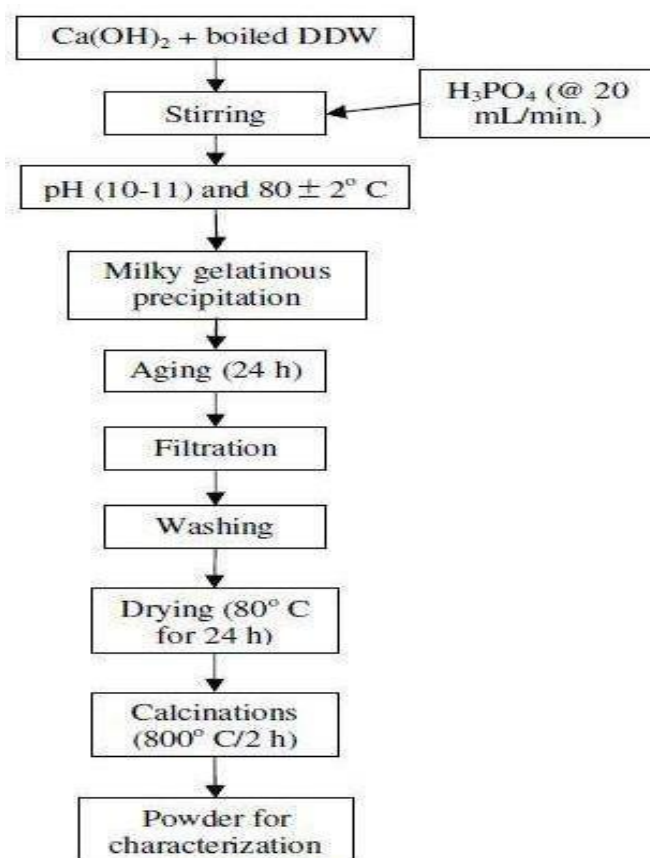 Ca(OH)₂ + boiled DDW
H₃PO₄ (@ 20
mL/min.)
Stirring
pH (10-11) and 80 ± 2° C
Milky gelatinous
precipitation
Aging (24 h)
Filtration
Washing
Drying (80° C
for 24 h)
Calcinations
(800° C/2 h)
Powder for
characterization